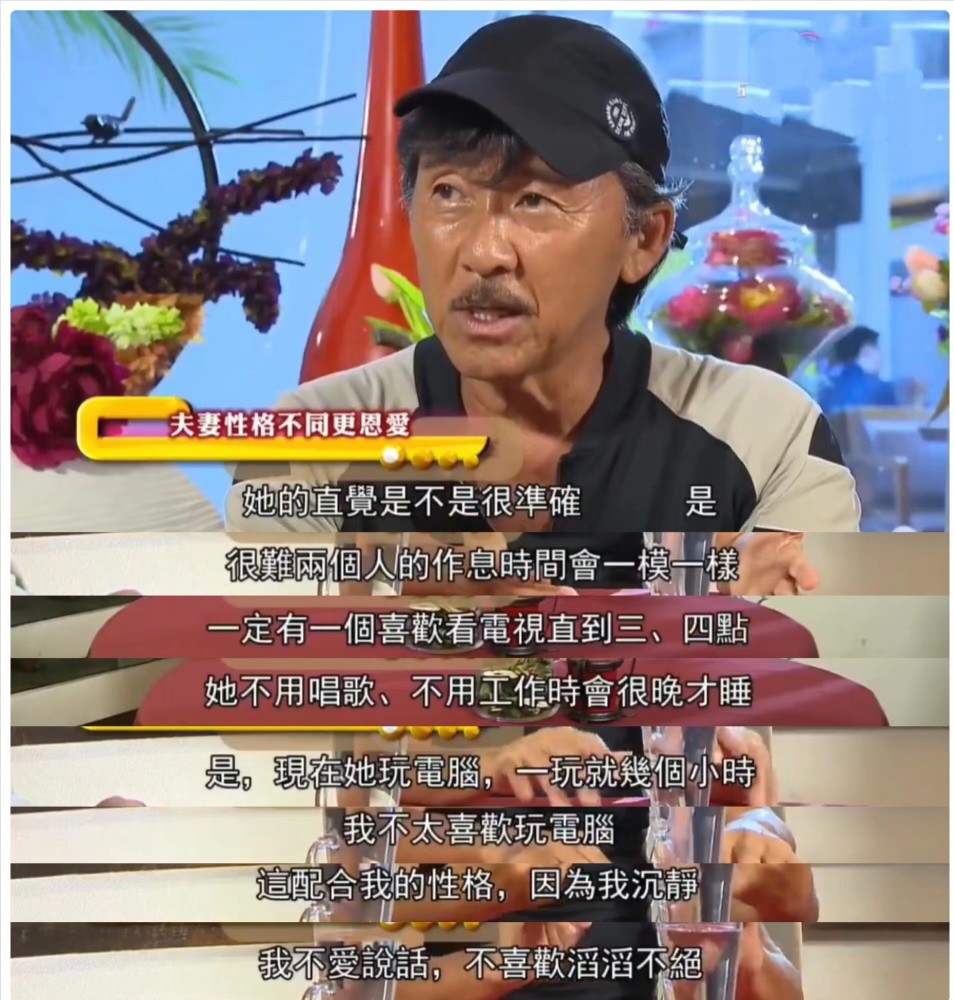 夫妻性格不同更恩愛
她的直覺是不是很準確 是
很難兩個人的作息時間會一模一樣
一定有一個喜歡看電視直到三、四點
她不用唱歌、不用工作時會很晚才睡
是，現在她玩電腦，一玩就幾個小時
我不太喜歡玩電腦
這配合我的性格，因為我沉靜
我不愛說話，不喜歡滔滔不絕